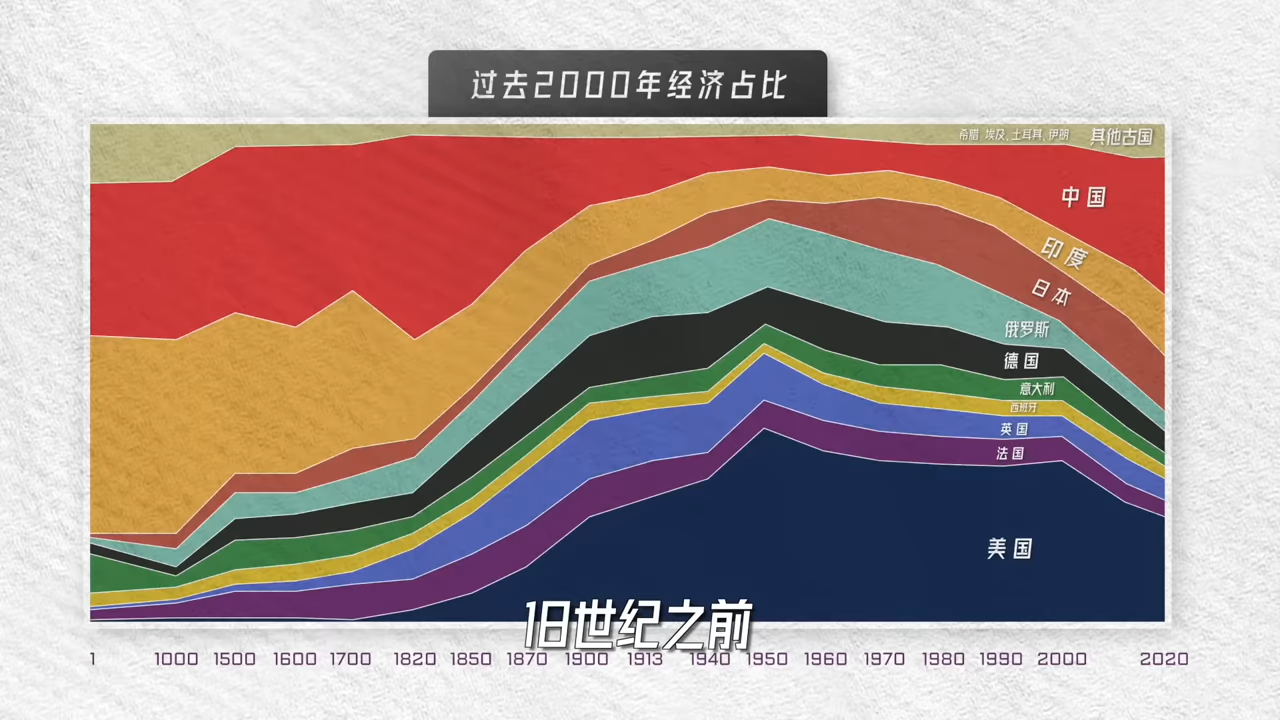 过去2000年经济占比
希腊 埃及、土耳其、伊朗 其他古国
中国
印度
日本
俄罗斯
德国
意大利
西班牙
英国
法国
美国
旧世纪之前
1 1000 1500 1600 1700 1820 1850 1870 1900 1913 1940 1950 1960 1970 1980 1990 2000 2020